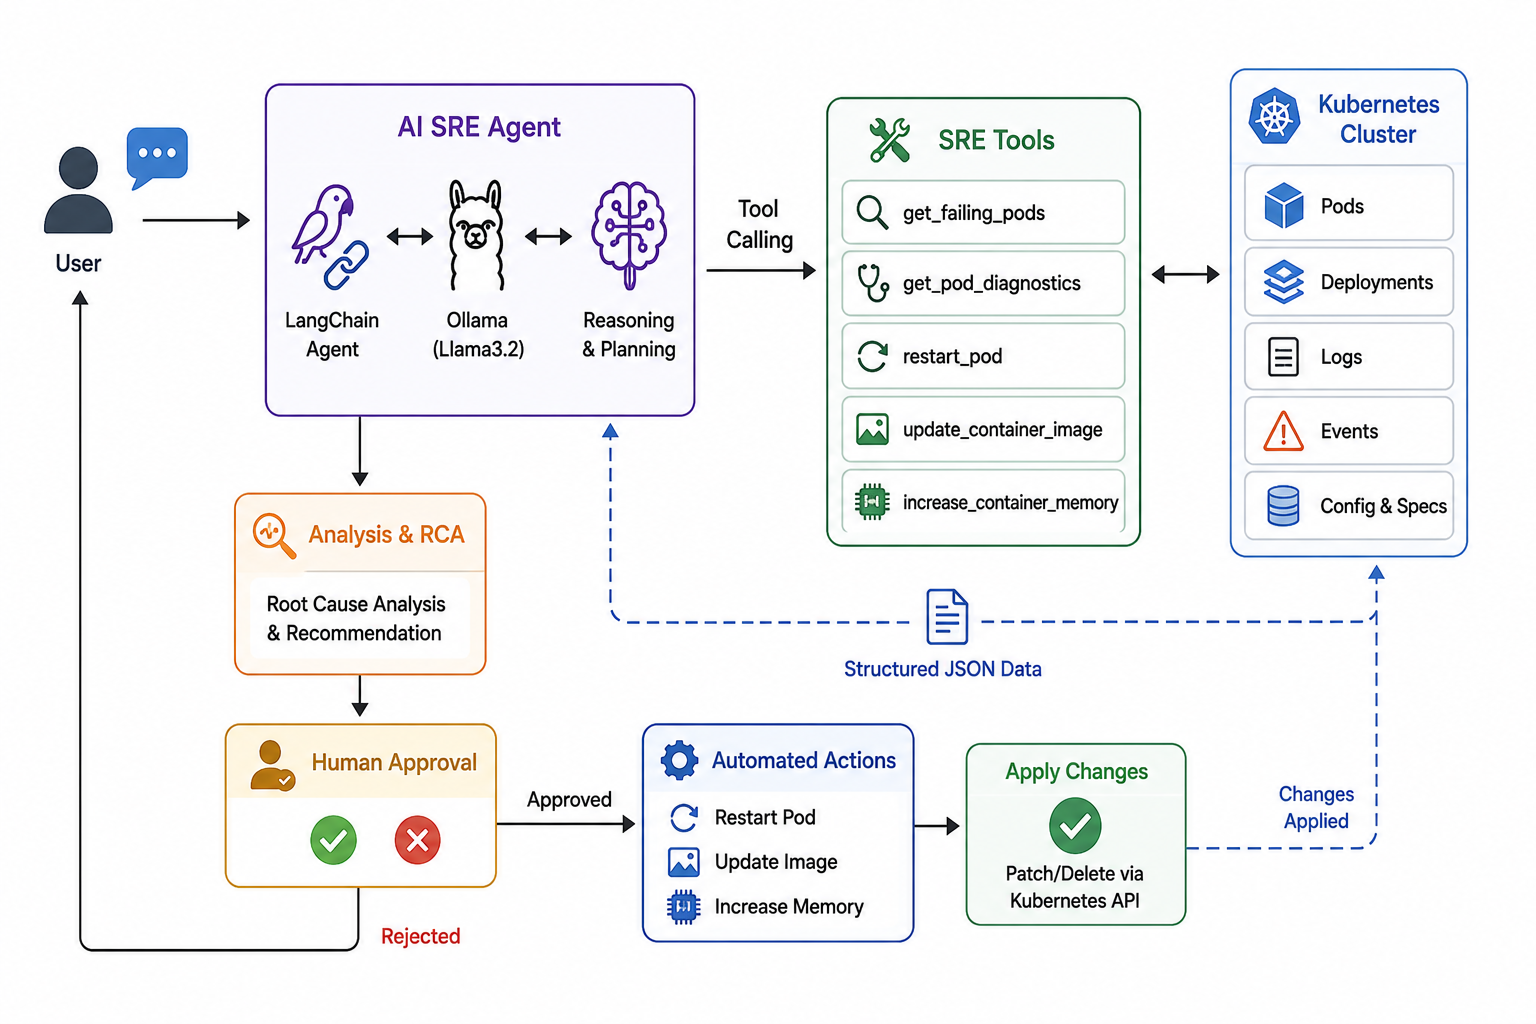 User
AI SRE Agent
LangChain
Agent
Ollama
(Llama3.2)
Reasoning
& Planning
Tool
Calling
SRE Tools
get_failing_pods
get_pod_diagnostics
restart_pod
update_container_image
increase_container_memory
Kubernetes
Cluster
Pods
Deployments
Logs
Events
Config & Specs
Analysis & RCA
Root Cause Analysis
& Recommendation
Structured JSON Data
Human Approval
Approved
Rejected
Automated Actions
Restart Pod
Update Image
Increase Memory
Apply Changes
Patch/Delete via
Kubernetes API
Changes
Applied